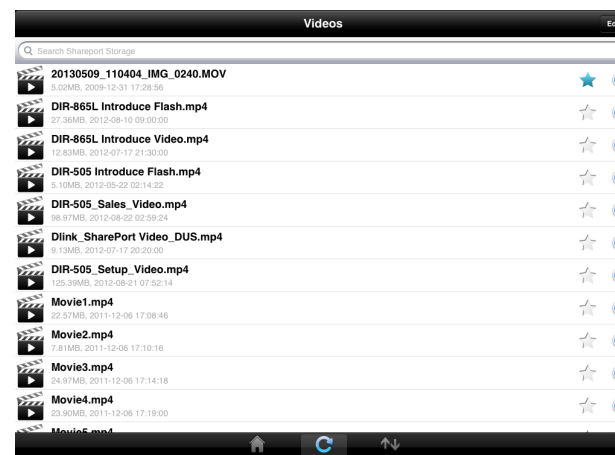 Videos
Ed
Search Shareport Storage
20130509_110404_IMG_0240.MOV
5.02MB, 2009-12-31 17:28:56
DIR-865L Introduce Flash.mp4
27.36MB, 2012-08-10 09:00:00
DIR-865L Introduce Video.mp4
12.83MB, 2012-07-17 21:30:00
DIR-505 Introduce Flash.mp4
5.10MB, 2012-05-22 02:14:22
DIR-505_Sales_Video.mp4
98.97MB, 2012-08-22 02:59:24
Dlink_SharePort Video_DUS.mp4
9.13MB, 2012-07-17 20:20:00
DIR-505_Setup_Video.mp4
125.39MB, 2012-08-21 07:52:14
Movie1.mp4
22.57MB, 2011-12-06 17:08:46
Movie2.mp4
7.81MB, 2011-12-06 17:10:16
Movie3.mp4
24.97MB, 2011-12-06 17:14:18
Movie4.mp4
23.90MB, 2011-12-06 17:19:00
Movie5.mp4